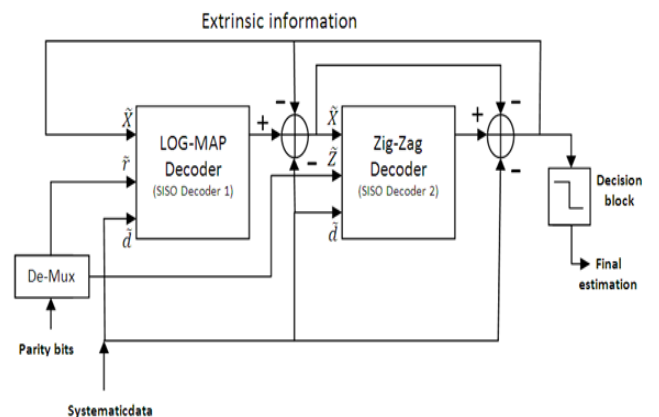 Extrinsic information
X̃
r̃
d̃
LOG-MAP
Decoder
(SISO Decoder 1)
+
-
-
X̃
Z̃
d̃
Zig-Zag
Decoder
(SISO Decoder 2)
+
-
-
Decision
block
Final
estimation
De-Mux
Parity bits
Systematicdata